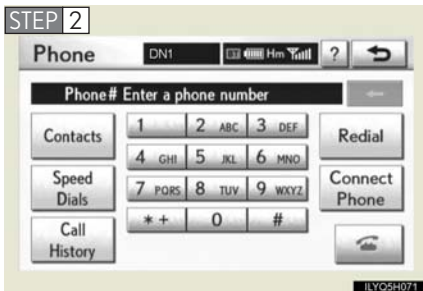 STEP 2
Phone DN1 Hm ?
Phone# Enter a phone number
Contacts 1 2 ABC 3 DEF Redial
4 GHI 5 JKL 6 MNO
Speed Dials 7 PQRS 8 TUV 9 WXYZ Connect Phone
* + 0 #
Call History
ILYO5H071